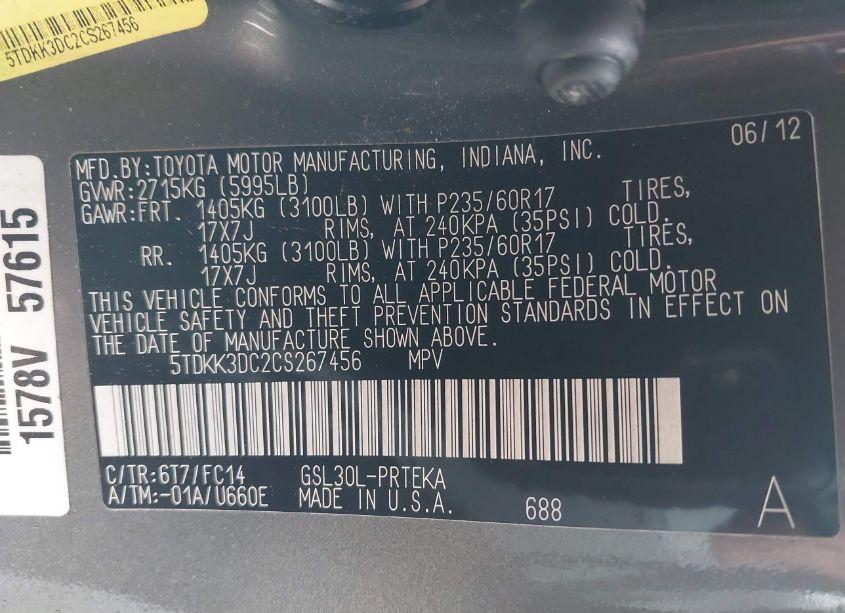 5TDKK3DC2CS267456
1578V 57615
06/12
MFD.BY:TOYOTA MOTOR MANUFACTURING, INDIANA, INC.
GVWR:2715KG (5995LB)
GAWR:FRT. 1405KG (3100LB) WITH P235/60R17 TIRES,
17X7J RIMS, AT 240KPA (35PSI) COLD.
RR. 1405KG (3100LB) WITH P235/60R17 TIRES,
17X7J RIMS, AT 240KPA (35PSI) COLD.
THIS VEHICLE CONFORMS TO ALL APPLICABLE FEDERAL MOTOR
VEHICLE SAFETY AND THEFT PREVENTION STANDARDS IN EFFECT ON
THE DATE OF MANUFACTURE SHOWN ABOVE.
5TDKK3DC2CS267456 MPV
C/TR:6T7/FC14 GSL30L-PRTEKA
A/TM:-01A/U660E MADE IN U.S.A. 688 A